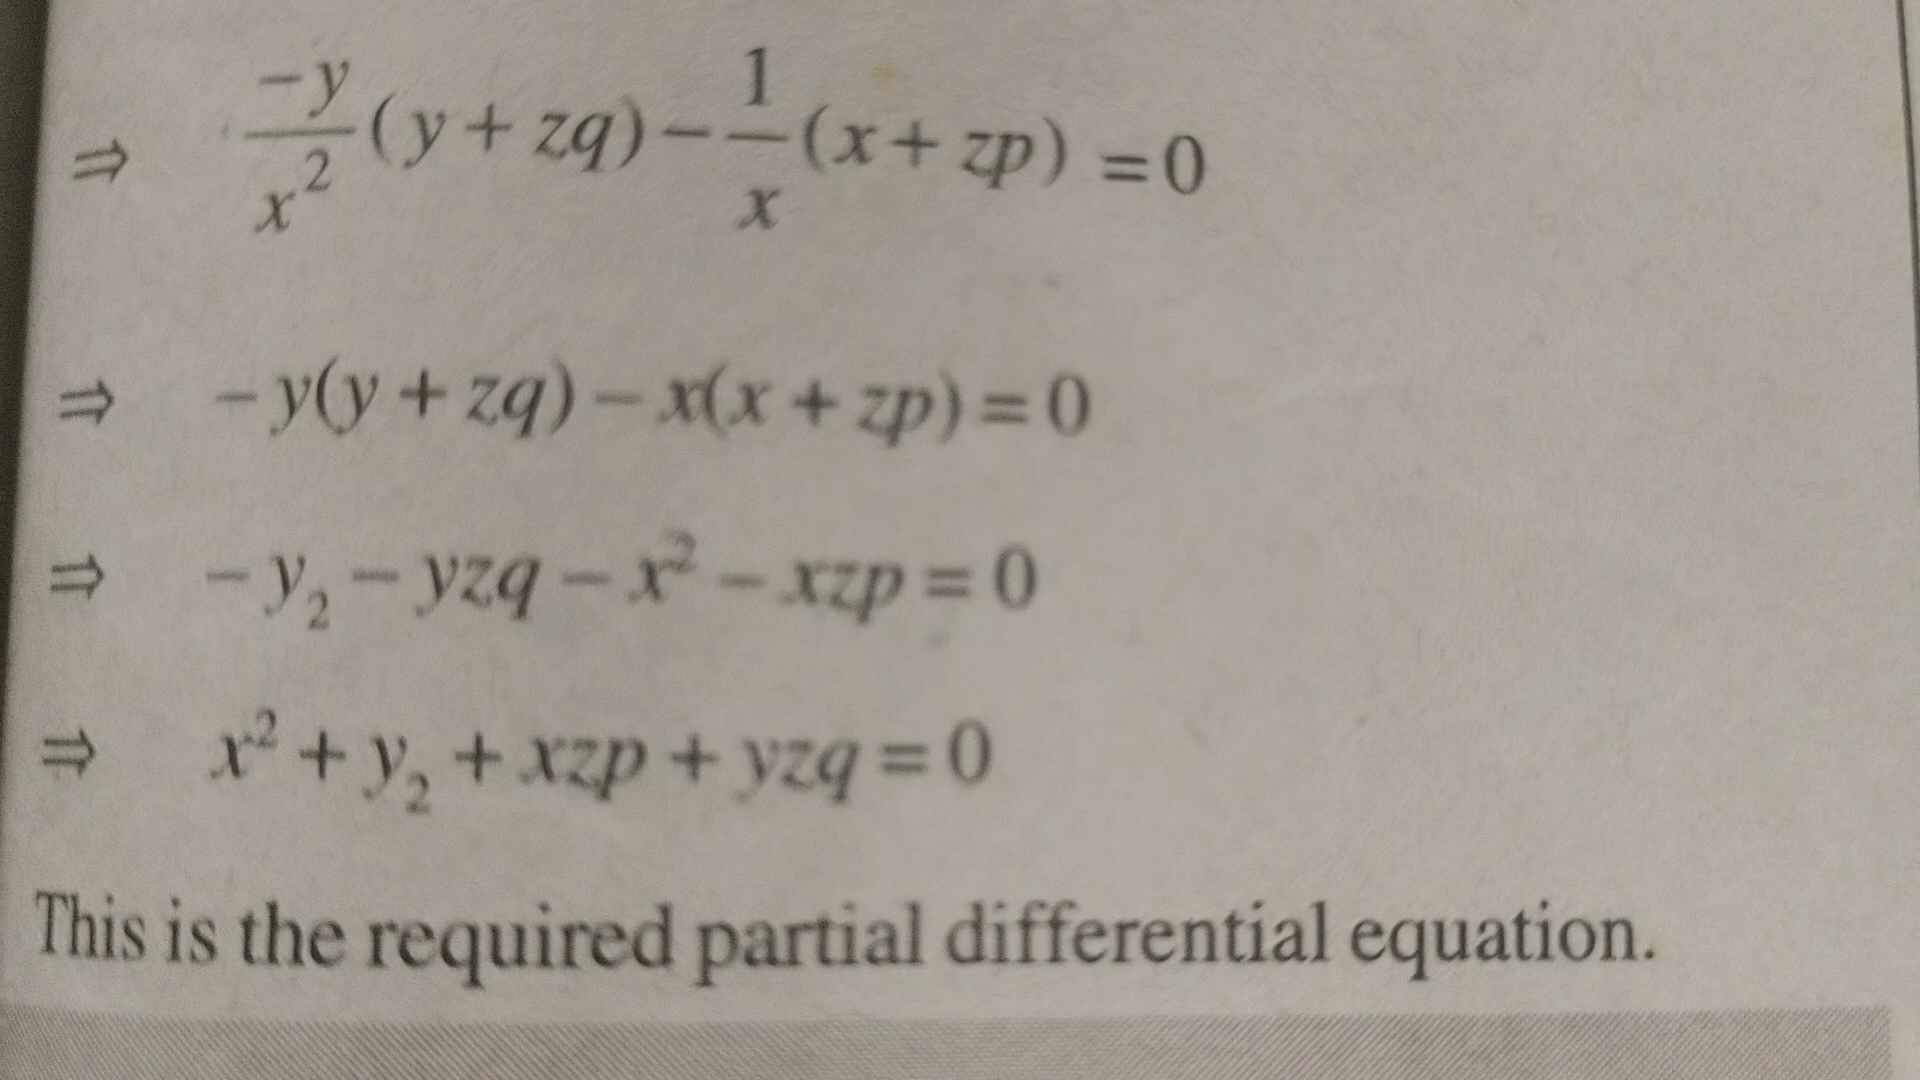 ⇒ −y/x² (y + zq) − 1/x (x + zp) = 0
⇒ − y(y + zq) − x(x + zp) = 0
⇒ − y₂ − yzq − x² − xzp = 0
⇒ x² + y₂ + xzp + yzq = 0
This is the required partial differential equation.